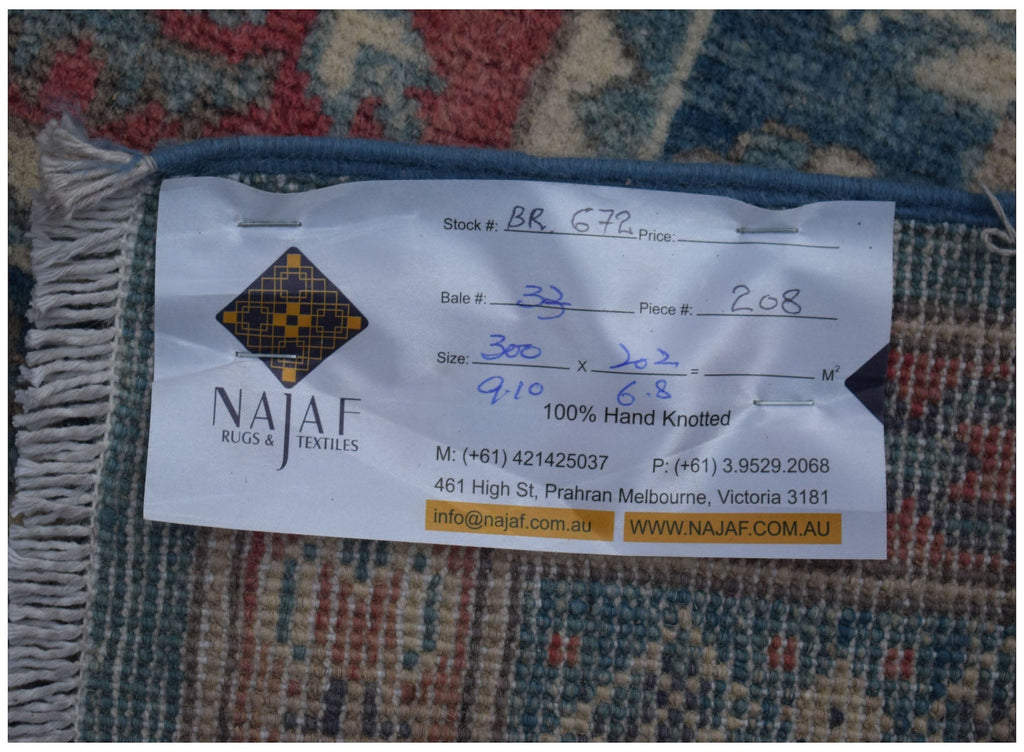 Stock #: BR 672 Price:
Bale #: 33 Piece #: 208
Size: 300 X 202 = M²
9.10 6.8
100% Hand Knotted
NAJAF
RUGS & TEXTILES
M: (+61) 421425037 P: (+61) 3.9529.2068
461 High St, Prahran Melbourne, Victoria 3181
info@najaf.com.au WWW.NAJAF.COM.AU